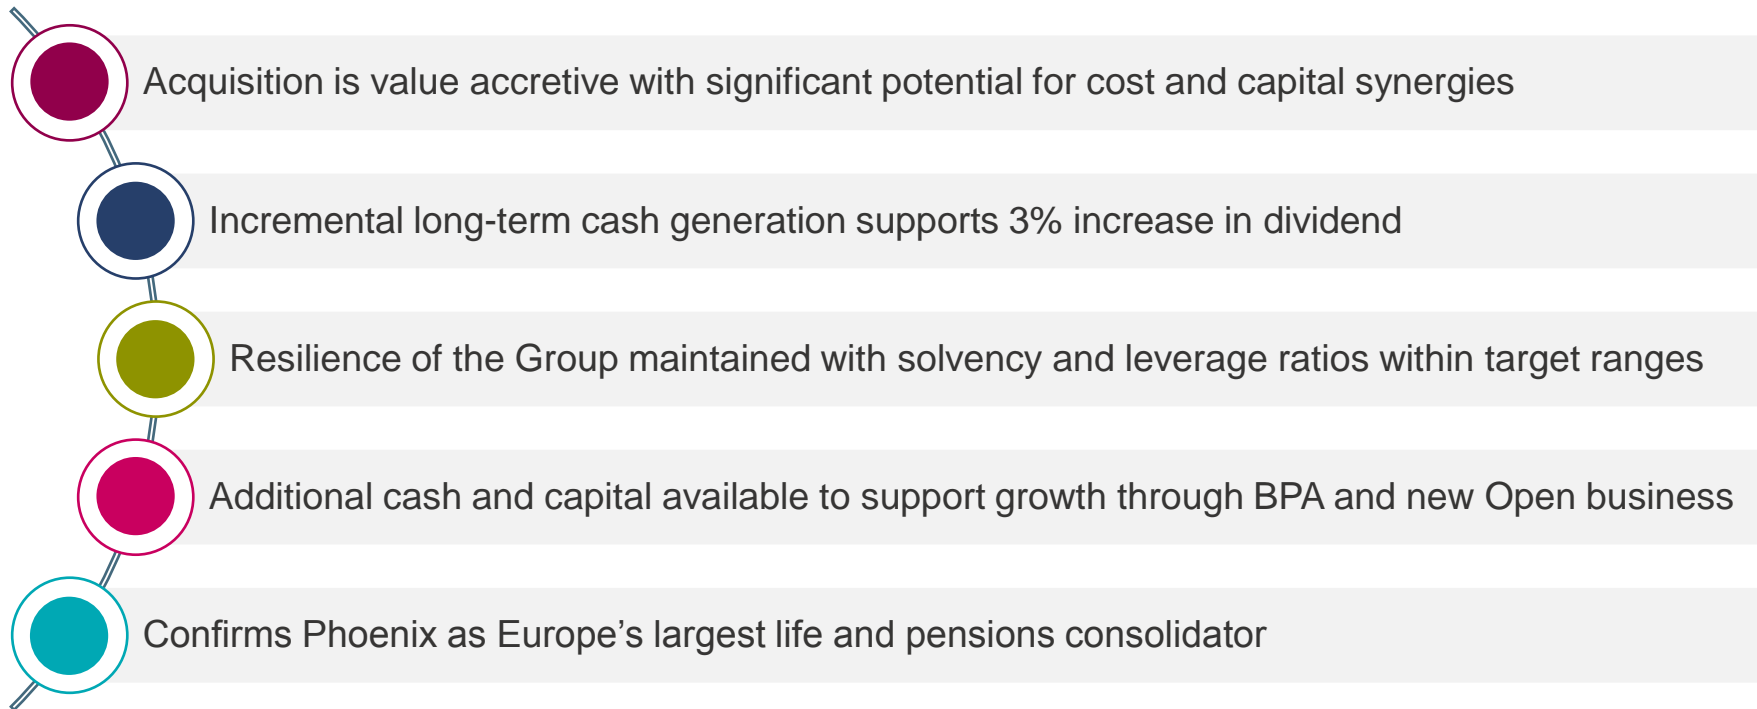 Acquisition is value accretive with significant potential for cost and capital synergies
Incremental long-term cash generation supports 3% increase in dividend
Resilience of the Group maintained with solvency and leverage ratios within target ranges
Additional cash and capital available to support growth through BPA and new Open business
Confirms Phoenix as Europe’s largest life and pensions consolidator